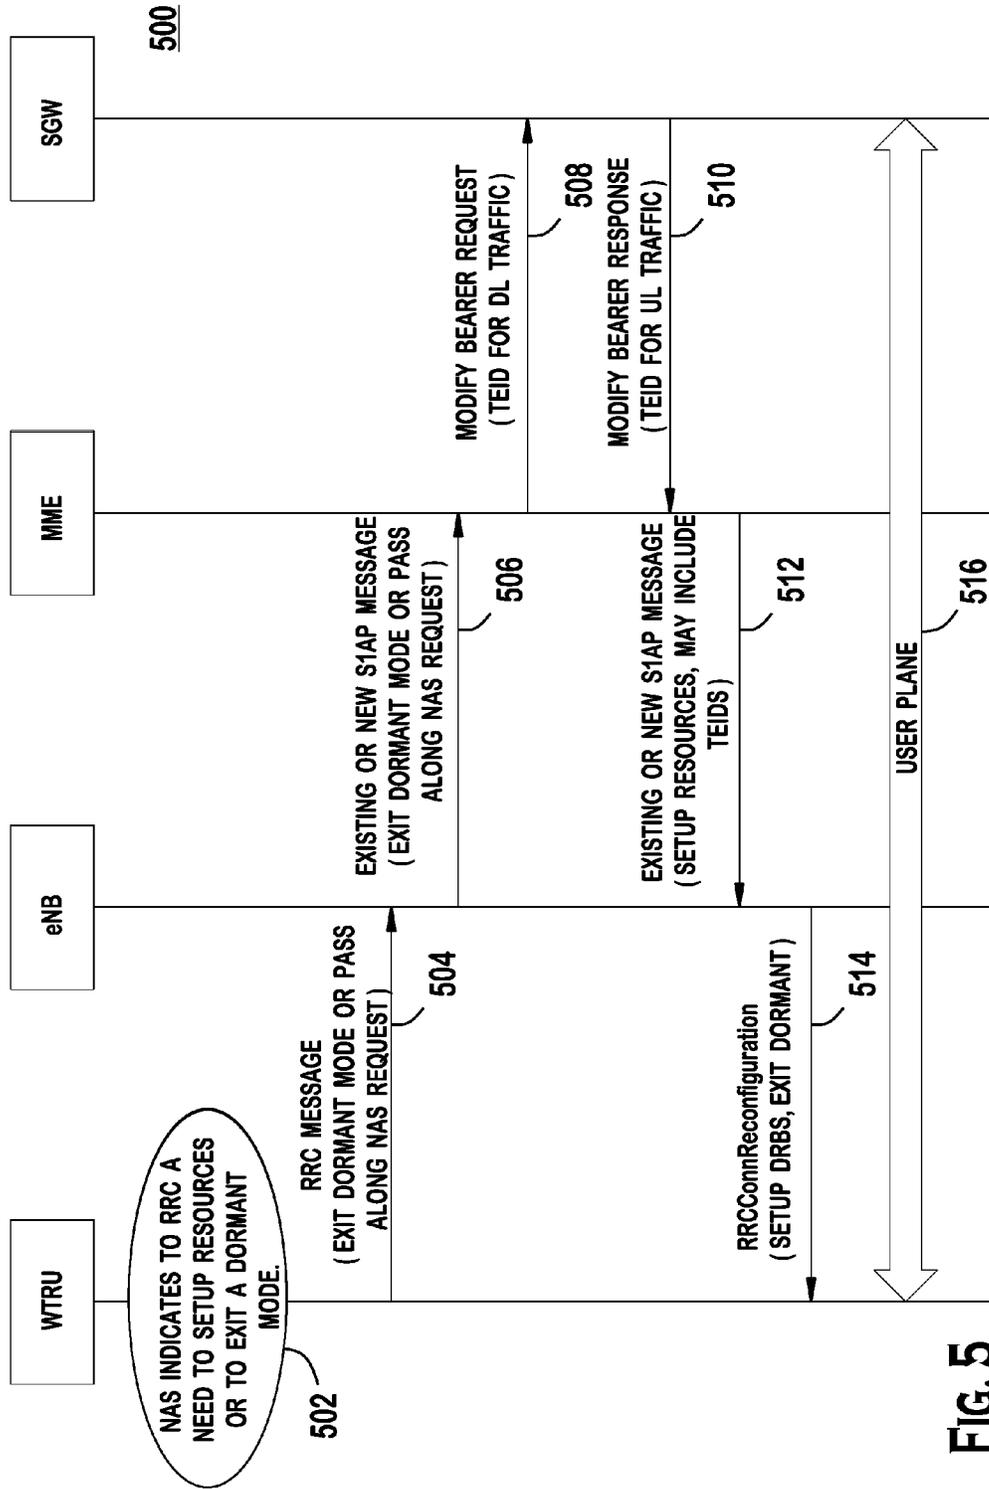 500
WTRU
eNB
MME
SGW
NAS INDICATES TO RRC A
NEED TO SETUP RESOURCES
OR TO EXIT A DORMANT
MODE.
502
RRC MESSAGE
(EXIT DORMANT MODE OR PASS
ALONG NAS REQUEST)
504
EXISTING OR NEW S1AP MESSAGE
(EXIT DORMANT MODE OR PASS
ALONG NAS REQUEST)
506
MODIFY BEARER REQUEST
(TEID FOR DL TRAFFIC)
508
MODIFY BEARER RESPONSE
(TEID FOR UL TRAFFIC)
510
EXISTING OR NEW S1AP MESSAGE
(SETUP RESOURCES, MAY INCLUDE
TEIDS)
512
RRCConnReconfiguration
(SETUP DRBS, EXIT DORMANT)
514
USER PLANE
516
FIG. 5